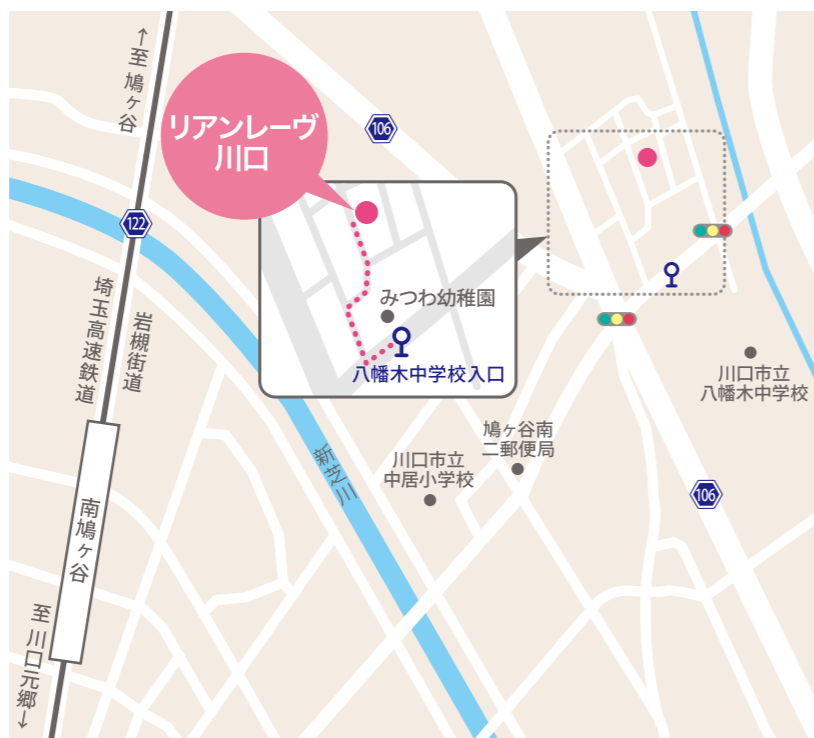 ←至鳩ヶ谷
リアンレーヴ
川口
106
122
埼玉高速鉄道
岩槻街道
みつわ幼稚園
八幡木中学校入口
川口市立
八幡木中学校
鳩ヶ谷南
二郵便局
川口市立
中居小学校
新芝川
106
南鳩ヶ谷
至川口元郷→